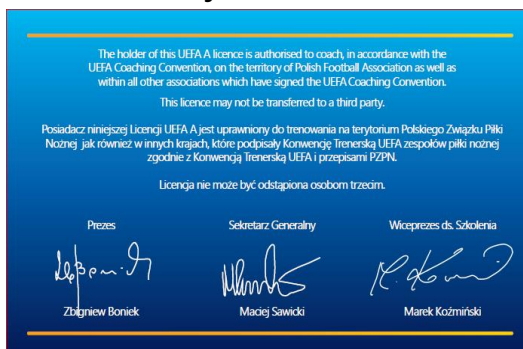 The holder of this UEFA A licence is authorised to coach, in accordance with the
UEFA Coaching Convention, on the territory of Polish Football Association as well as
within all other associations which have signed the UEFA Coaching Convention.
This licence may not be transferred to a third party.
Posiadacz niniejszej Licencji UEFA A jest uprawniony do trenowania na terytorium Polskiego Związku Piłki
Nożnej jak również w innych krajach, które podpisały Konwencję Trenerską UEFA zespołów piłki nożnej
zgodnie z Konwencją Trenerską UEFA i przepisami PZPN.
Licencja nie może być odstąpiona osobom trzecim.
Prezes Sekretarz Generalny Wiceprezes ds. Szkolenia
Zbigniew Boniek Maciej Sawicki Marek Koźmiński